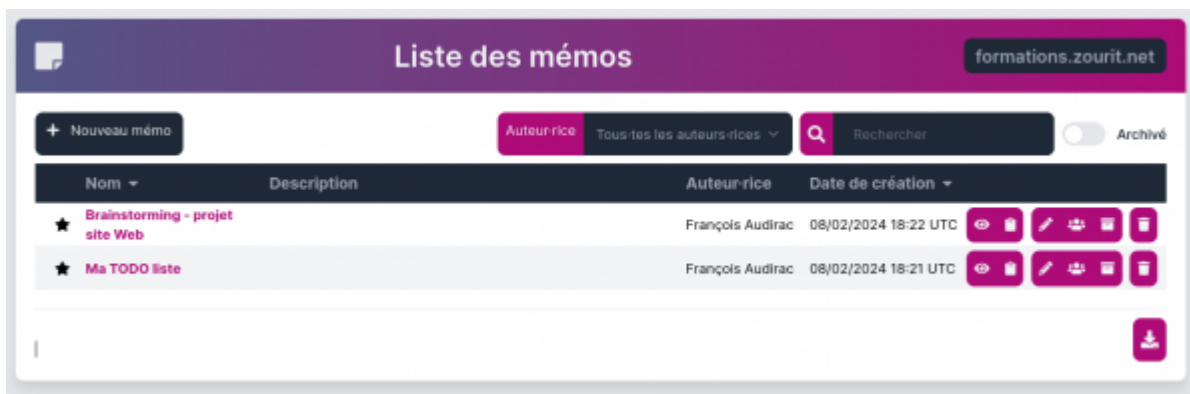 Liste des mémos
formations.zourit.net
+ Nouveau mémo
Auteur·rice
Tous·tes les auteurs·rices
Rechercher
Archivé
Nom Description Auteur·rice Date de création
Brainstorming - projet
site Web
François Audirac 08/02/2024 18:22 UTC
Ma TODO liste François Audirac 08/02/2024 18:21 UTC